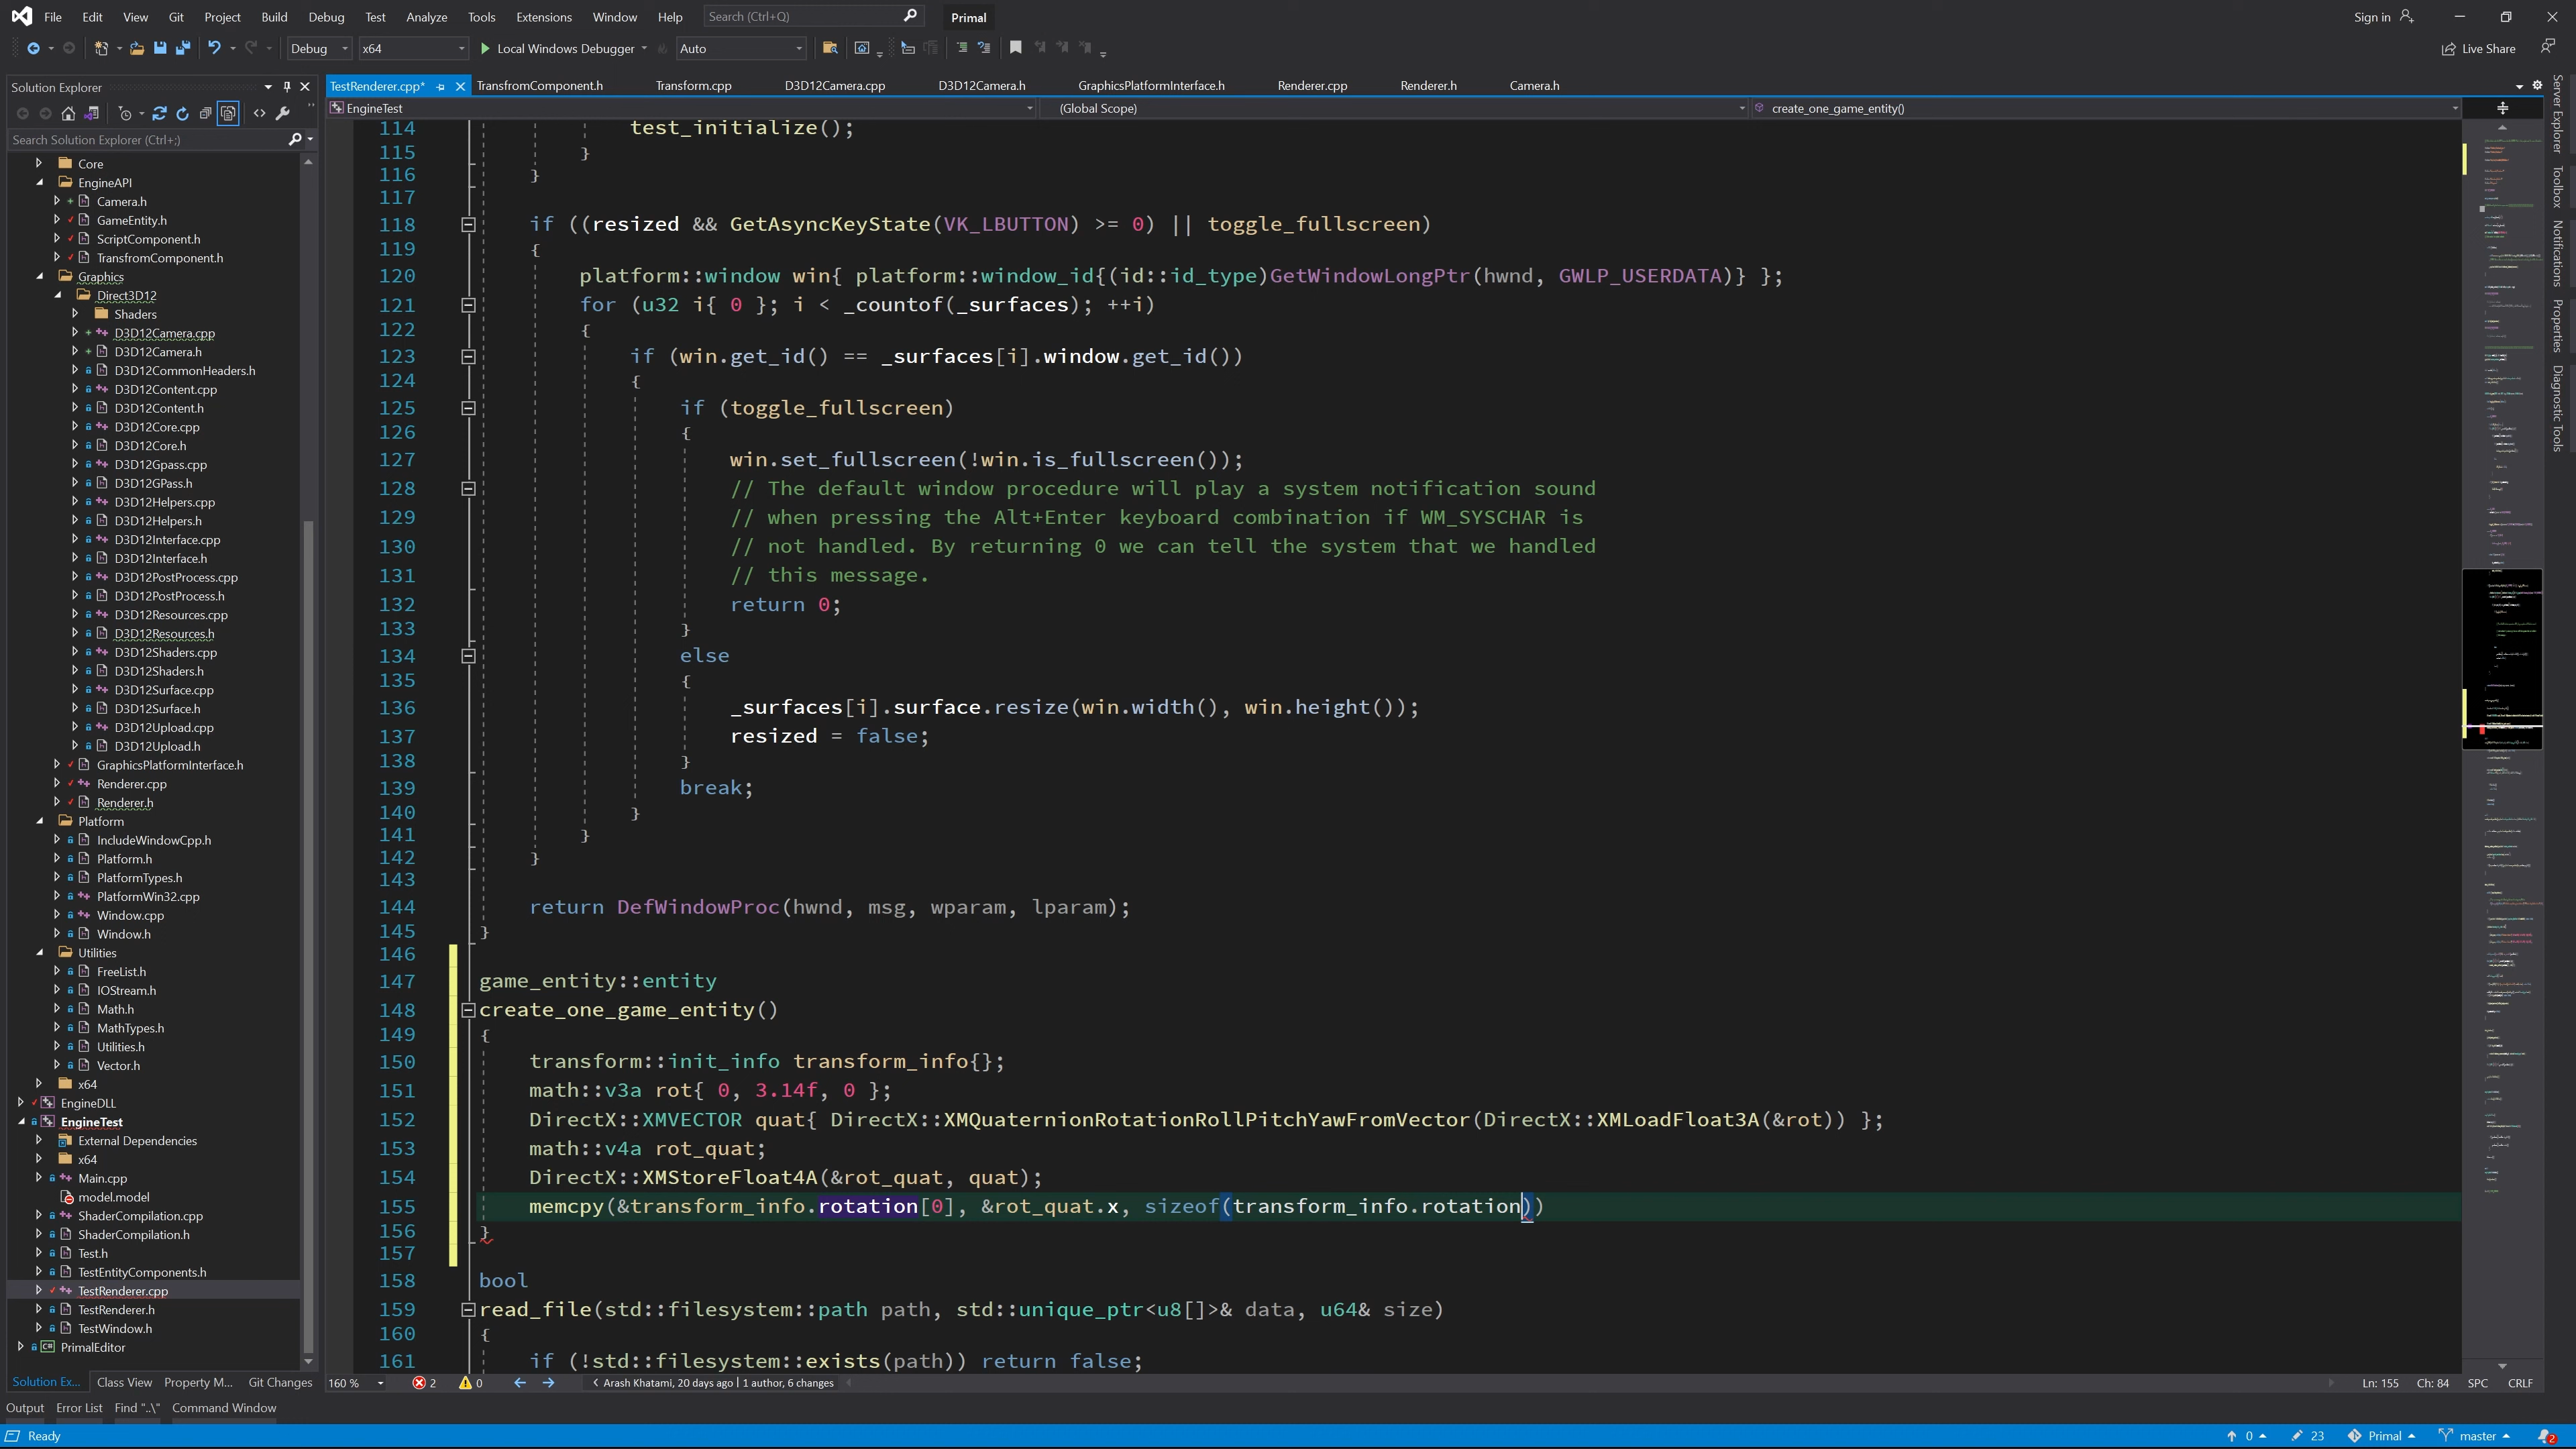 File Edit View Git Project Build Debug Test Analyze Tools Extensions Window Help Search (Ctrl+Q) Primal Sign in
Debug x64 Local Windows Debugger Auto Live Share
Solution Explorer
Search Solution Explorer (Ctrl+;)
Core
EngineAPI
Camera.h
GameEntity.h
ScriptComponent.h
TransfromComponent.h
Graphics
Direct3D12
Shaders
D3D12Camera.cpp
D3D12Camera.h
D3D12CommonHeaders.h
D3D12Content.cpp
D3D12Content.h
D3D12Core.cpp
D3D12Core.h
D3D12Gpass.cpp
D3D12GPass.h
D3D12Helpers.cpp
D3D12Helpers.h
D3D12Interface.cpp
D3D12Interface.h
D3D12PostProcess.cpp
D3D12PostProcess.h
D3D12Resources.cpp
D3D12Resources.h
D3D12Shaders.cpp
D3D12Shaders.h
D3D12Surface.cpp
D3D12Surface.h
D3D12Upload.cpp
D3D12Upload.h
GraphicsPlatformInterface.h
Renderer.cpp
Renderer.h
Platform
IncludeWindowCpp.h
Platform.h
PlatformTypes.h
PlatformWin32.cpp
Window.cpp
Window.h
Utilities
FreeList.h
IOStream.h
Math.h
MathTypes.h
Utilities.h
Vector.h
x64
EngineDLL
EngineTest
External Dependencies
x64
Main.cpp
model.model
ShaderCompilation.cpp
ShaderCompilation.h
Test.h
TestEntityComponents.h
TestRenderer.cpp
TestRenderer.h
TestWindow.h
PrimalEditor
Solution Ex... Class View Property M... Git Changes
TestRenderer.cpp* TransfromComponent.h Transform.cpp D3D12Camera.cpp D3D12Camera.h GraphicsPlatformInterface.h Renderer.cpp Renderer.h Camera.h
EngineTest (Global Scope) create_one_game_entity()
114 test_initialize();
115 }
116 }
117
118 if ((resized && GetAsyncKeyState(VK_LBUTTON) >= 0) || toggle_fullscreen)
119 {
120 platform::window win{ platform::window_id{(id::id_type)GetWindowLongPtr(hwnd, GWLP_USERDATA)} };
121 for (u32 i{ 0 }; i < _countof(_surfaces); ++i)
122 {
123 if (win.get_id() == _surfaces[i].window.get_id())
124 {
125 if (toggle_fullscreen)
126 {
127 win.set_fullscreen(!win.is_fullscreen());
128 // The default window procedure will play a system notification sound
129 // when pressing the Alt+Enter keyboard combination if WM_SYSCHAR is
130 // not handled. By returning 0 we can tell the system that we handled
131 // this message.
132 return 0;
133 }
134 else
135 {
136 _surfaces[i].surface.resize(win.width(), win.height());
137 resized = false;
138 }
139 break;
140 }
141 }
142 }
143
144 return DefWindowProc(hwnd, msg, wparam, lparam);
145 }
146
147 game_entity::entity
148 create_one_game_entity()
149 {
150 transform::init_info transform_info{};
151 math::v3a rot{ 0, 3.14f, 0 };
152 DirectX::XMVECTOR quat{ DirectX::XMQuaternionRotationRollPitchYawFromVector(DirectX::XMLoadFloat3A(&rot)) };
153 math::v4a rot_quat;
154 DirectX::XMStoreFloat4A(&rot_quat, quat);
155 memcpy(&transform_info.rotation[0], &rot_quat.x, sizeof(transform_info.rotation))
156 }
157
158 bool
159 read_file(std::filesystem::path path, std::unique_ptr<u8[]>& data, u64& size)
160 {
161 if (!std::filesystem::exists(path)) return false;
160 % 2 0 Arash Khatami, 20 days ago | 1 author, 6 changes Ln: 155 Ch: 84 SPC CRLF
Server Explorer
Toolbox
Notifications
Properties
Diagnostic Tools
Output Error List Find "..\" Command Window
Ready 0 23 Primal master 2